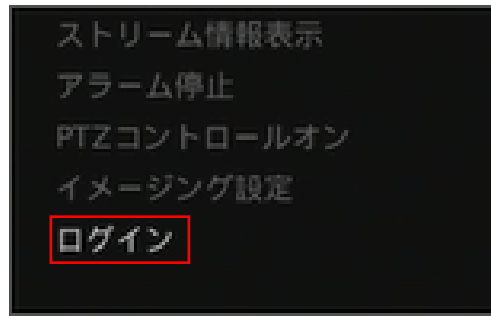 ストリーム情報表示
アラーム停止
PTZコントロールオン
イメージング設定
ログイン